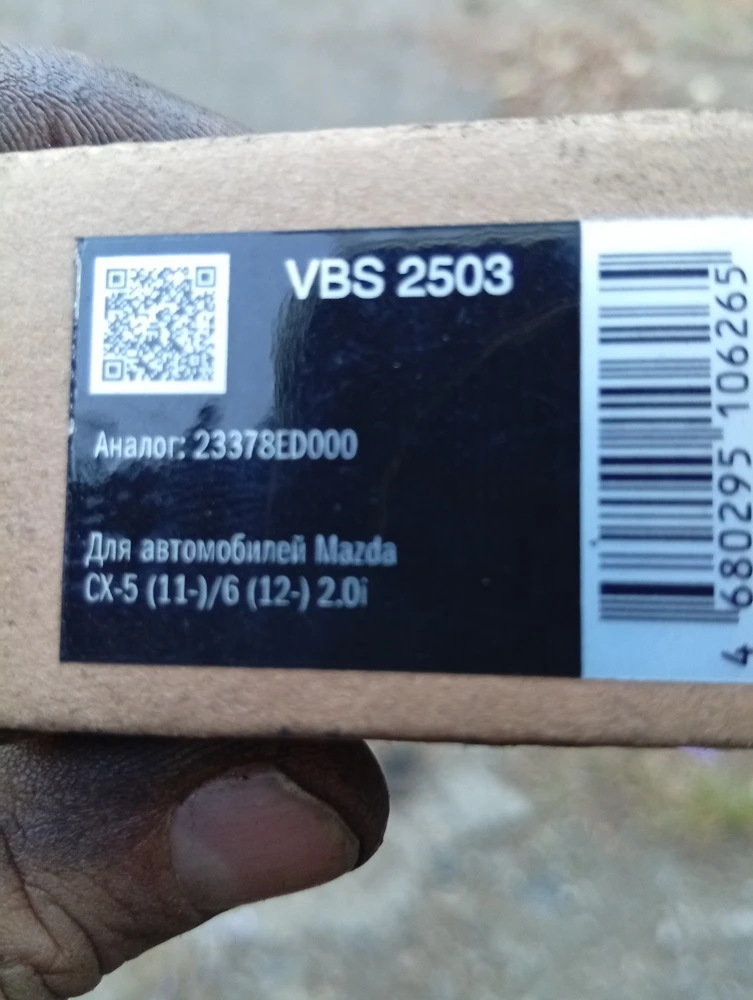 VBS 2503
Аналог: 23378ED000
Для автомобилей Mazda
CX-5 (11-)/6 (12-) 2.0i
4 680295 106265